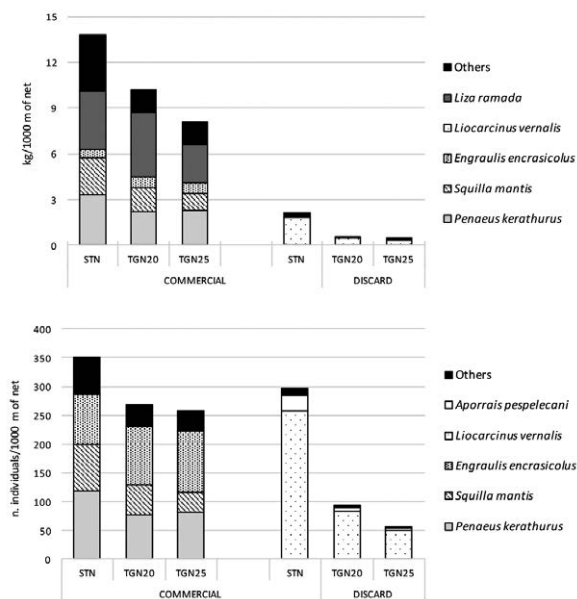 15
12
9
6
3
0
kg/1000 m of net
STN
TGN20
TGN25
STN
TGN20
TGN25
COMMERCIAL
DISCARD
Others
Liza ramada
Liocarcinus vernalis
Engraulis encrasicolus
Squilla mantis
Penaeus kerathurus
400
350
300
250
200
150
100
50
0
n. individuals/1000 m of net
STN
TGN20
TGN25
STN
TGN20
TGN25
COMMERCIAL
DISCARD
Others
Aporrais pespelecani
Liocarcinus vernalis
Engraulis encrasicolus
Squilla mantis
Penaeus kerathurus